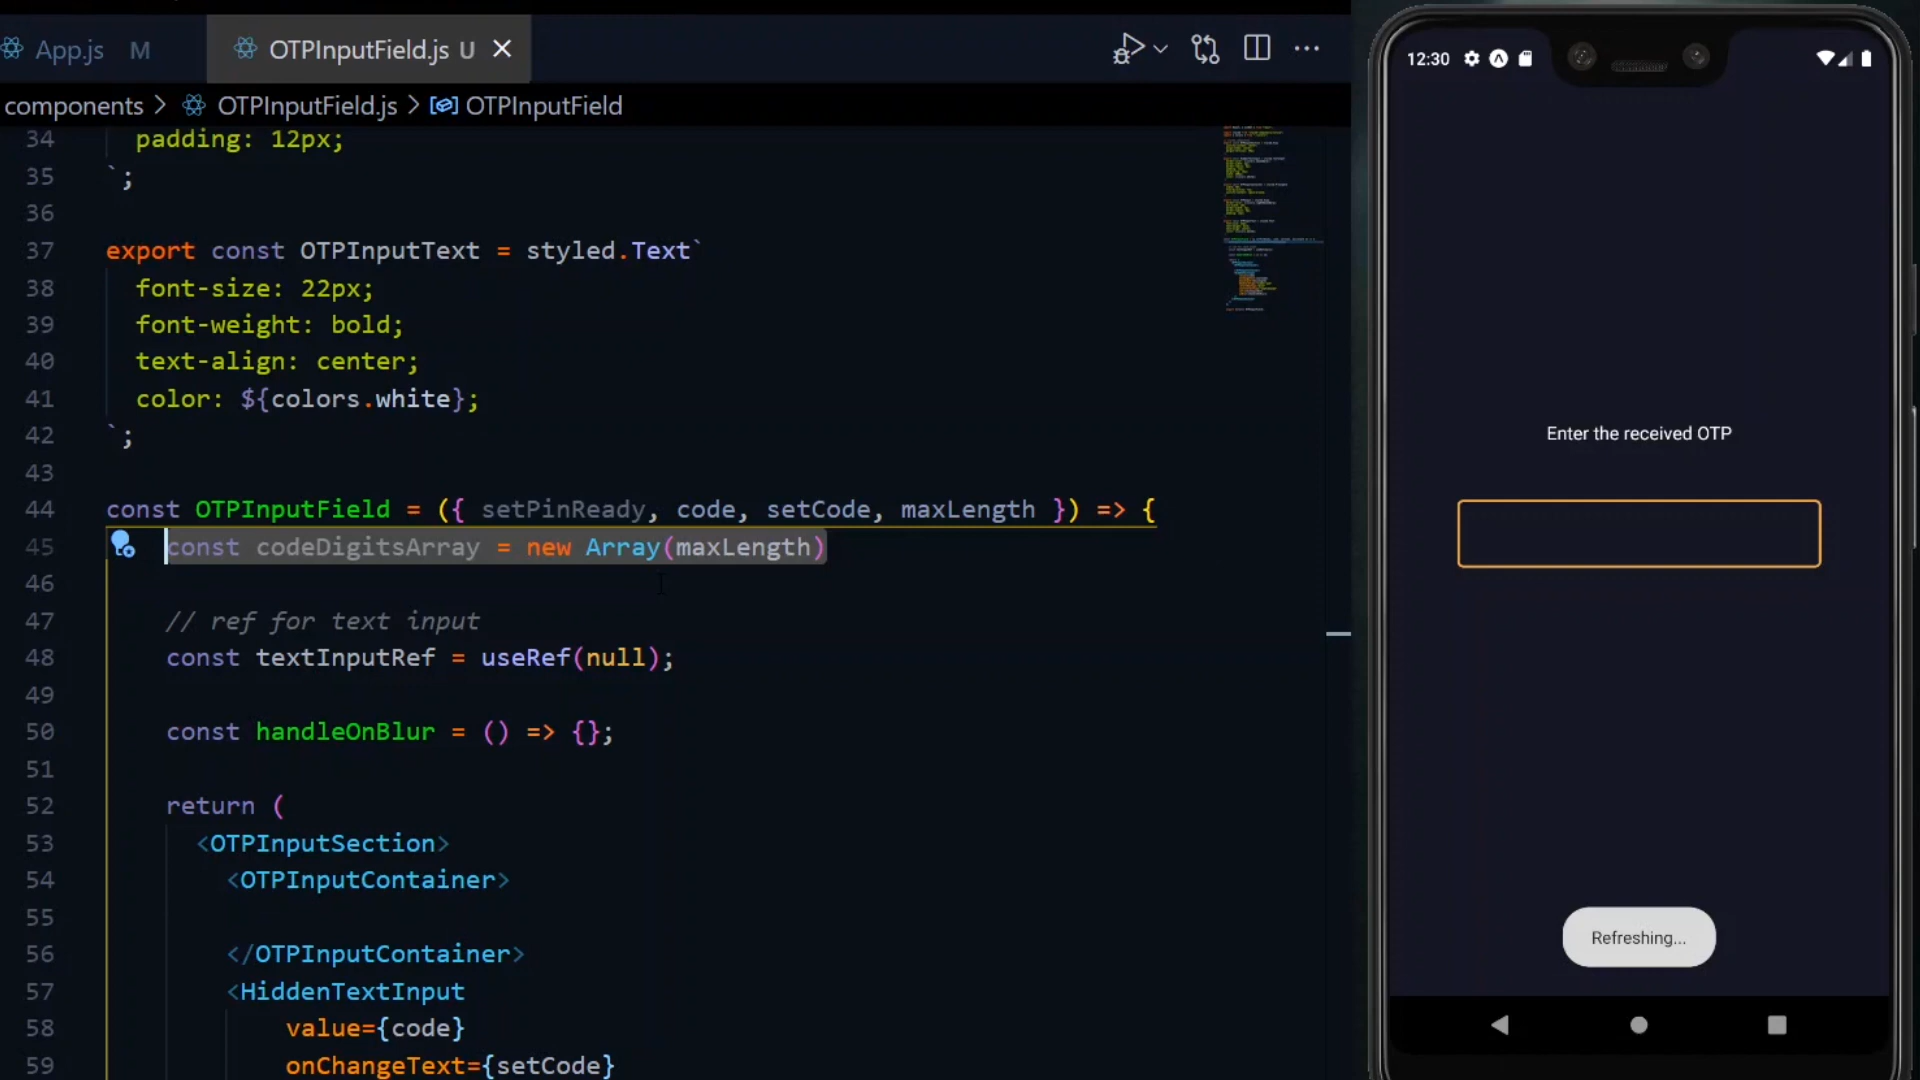 App.js M OTPInputField.js U
components > OTPInputField.js > OTPInputField
34 padding: 12px;
35 `;
36
37 export const OTPInputText = styled.Text`
38 font-size: 22px;
39 font-weight: bold;
40 text-align: center;
41 color: ${colors.white};
42 `;
43
44 const OTPInputField = ({ setPinReady, code, setCode, maxLength }) => {
45 const codeDigitsArray = new Array(maxLength)
46
47 // ref for text input
48 const textInputRef = useRef(null);
49
50 const handleOnBlur = () => {};
51
52 return (
53 <OTPInputSection>
54 <OTPInputContainer>
55
56 </OTPInputContainer>
57 <HiddenTextInput
58 value={code}
59 onChangeText={setCode}
12:30
Enter the received OTP
Refreshing...